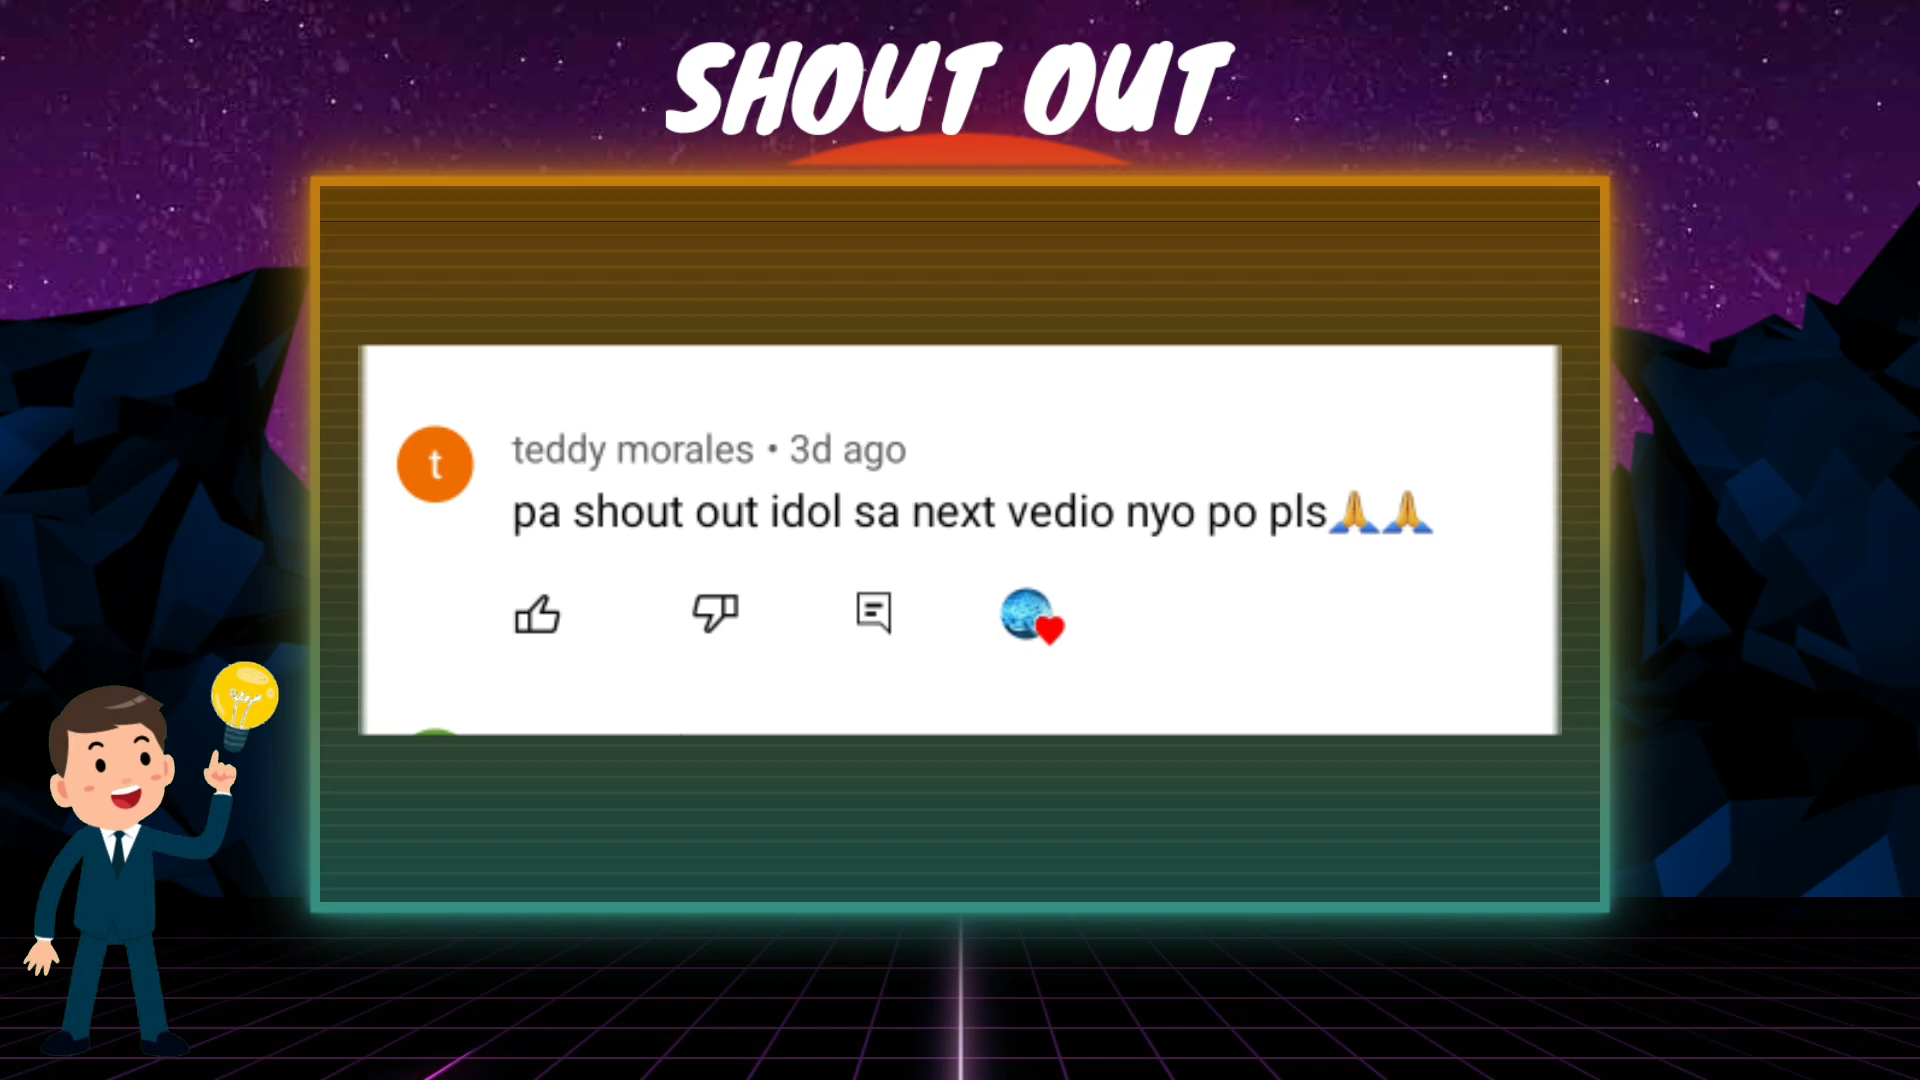 SHOUT OUT
t
teddy morales • 3d ago
pa shout out idol sa next vedio nyo po pls🙏🙏